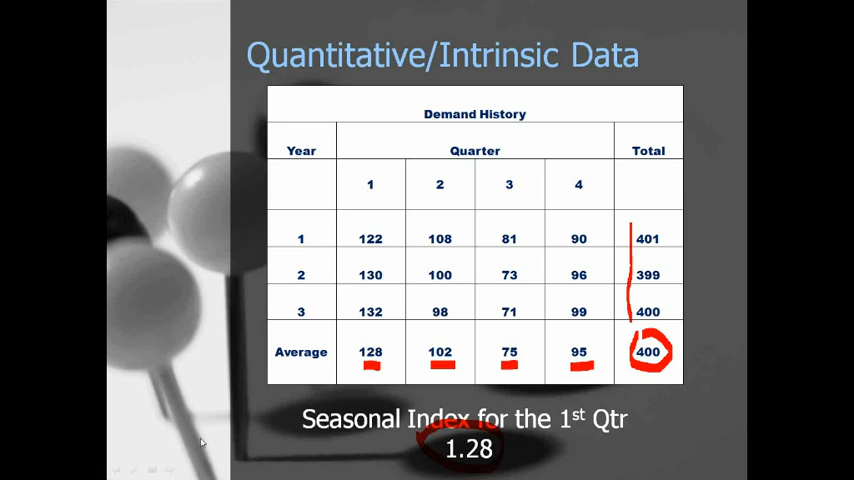 Quantitative/Intrinsic Data
Demand History
Year Quarter Total
1 2 3 4
1 122 108 81 90 401
2 130 100 73 96 399
3 132 98 71 99 400
Average 128 102 75 95 400
Seasonal Index for the 1st Qtr
1.28